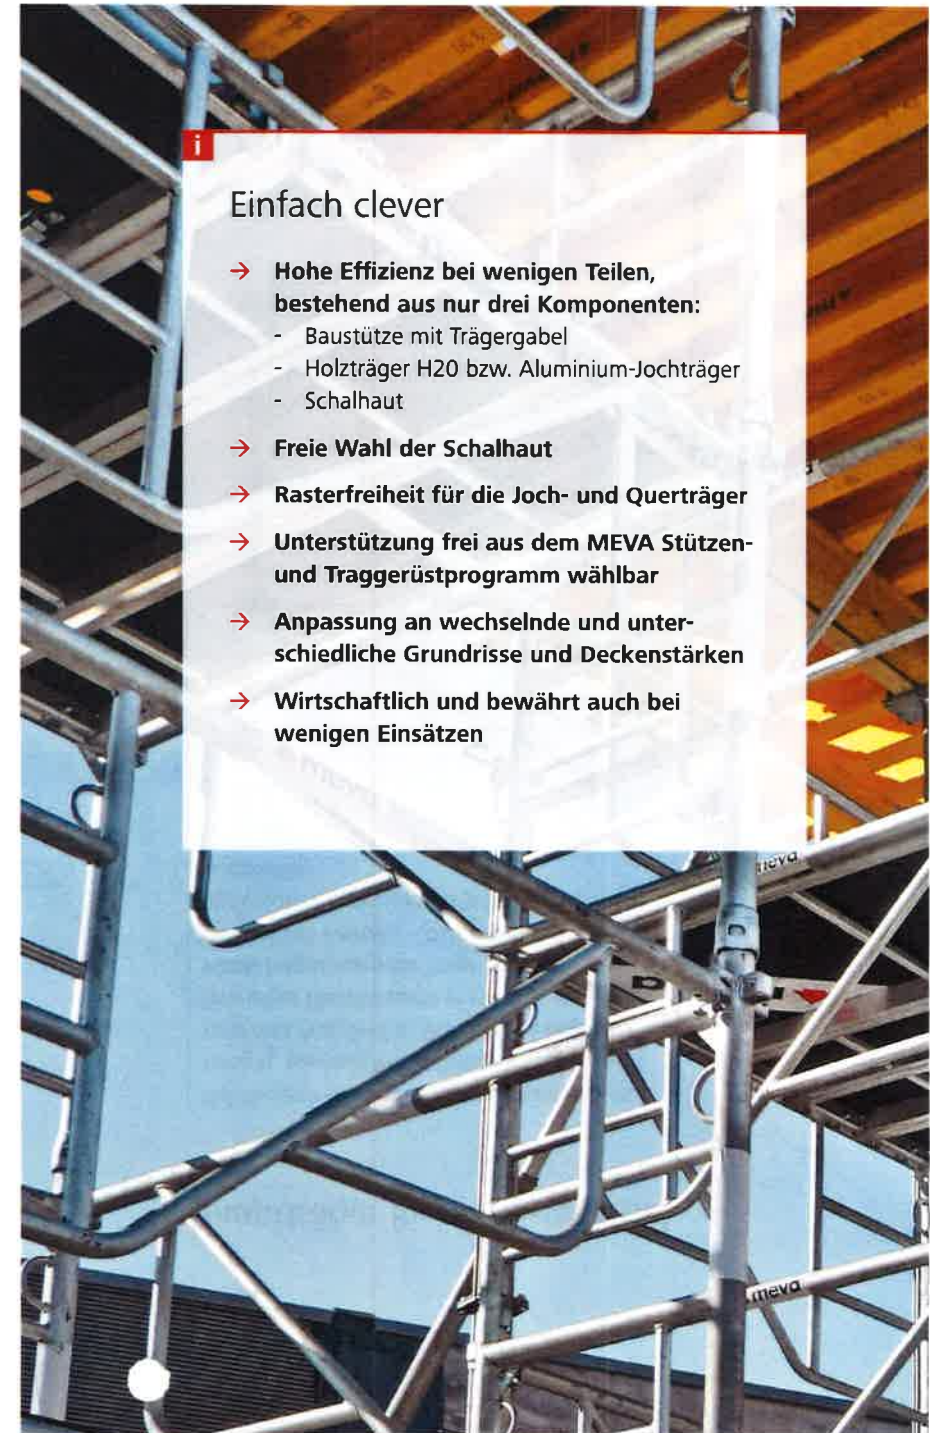 i
Einfach clever
→ Hohe Effizienz bei wenigen Teilen,
bestehend aus nur drei Komponenten:
- Baustütze mit Trägergabel
- Holzträger H20 bzw. Aluminium-Jochträger
- Schalhaut
→ Freie Wahl der Schalhaut
→ Rasterfreiheit für die Joch- und Querträger
→ Unterstützung frei aus dem MEVA Stützen-
und Traggerüstprogramm wählbar
→ Anpassung an wechselnde und unter-
schiedliche Grundrisse und Deckenstärken
→ Wirtschaftlich und bewährt auch bei
wenigen Einsätzen
meva
meva